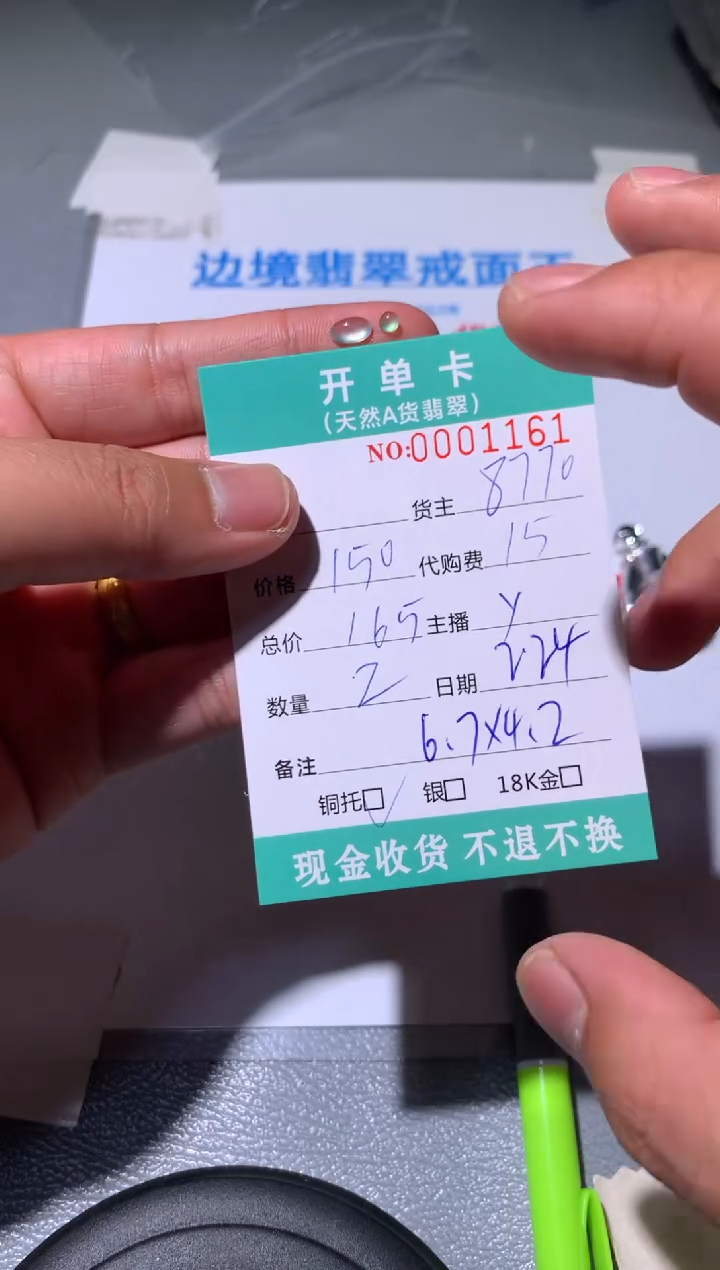 边境翡翠戒面
开单卡
(天然A货翡翠)
NO:0001161
货主 8770
价格 150 代购费 15
总价 165 主播 Y
数量 2 日期 2.24
备注 6.7X4.2
铜托□ ✓ 银□ 18K金□
现金收货 不退不换